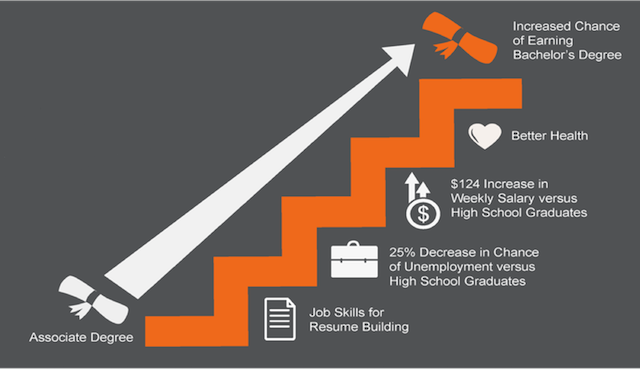 Increased Chance
of Earning
Bachelor's Degree
Better Health
$124 Increase in
Weekly Salary versus
High School Graduates
$
25% Decrease in Chance
of Unemployment versus
High School Graduates
Job Skills for
Resume Building
Associate Degree